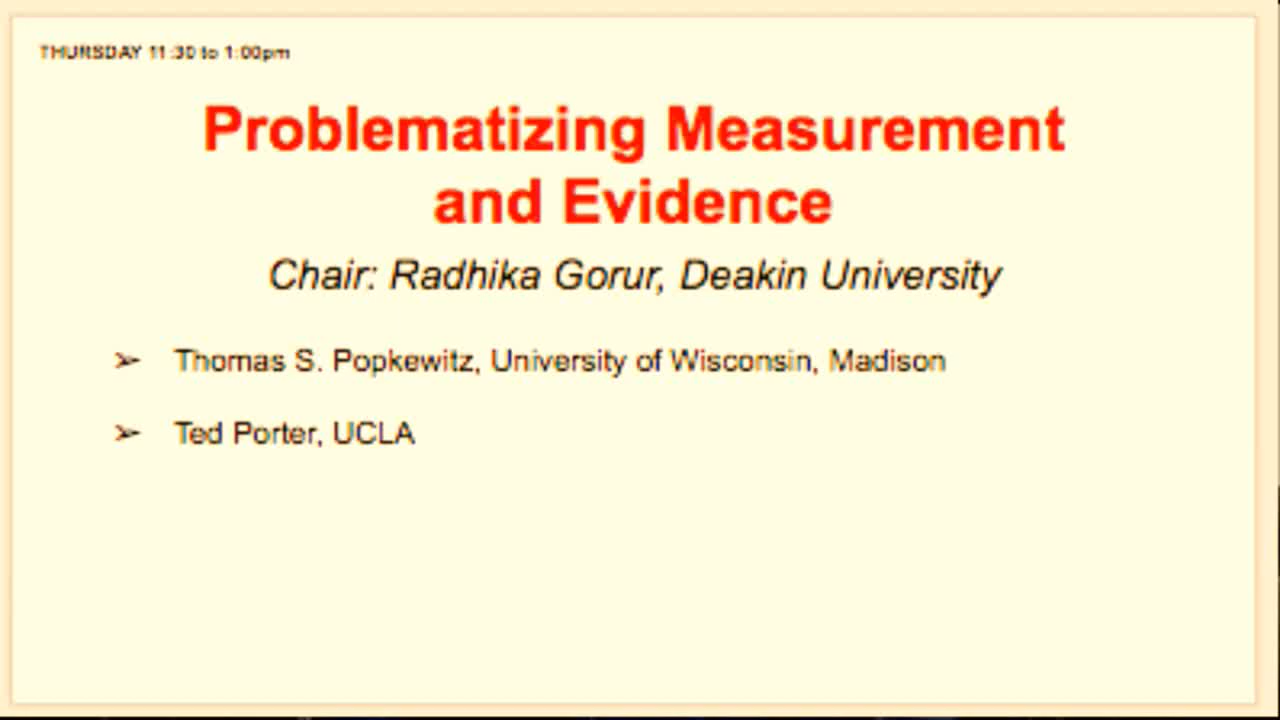 THURSDAY 11:30 to 1:00pm
Problematizing Measurement
and Evidence
Chair: Radhika Gorur, Deakin University
➢ Thomas S. Popkewitz, University of Wisconsin, Madison
➢ Ted Porter, UCLA